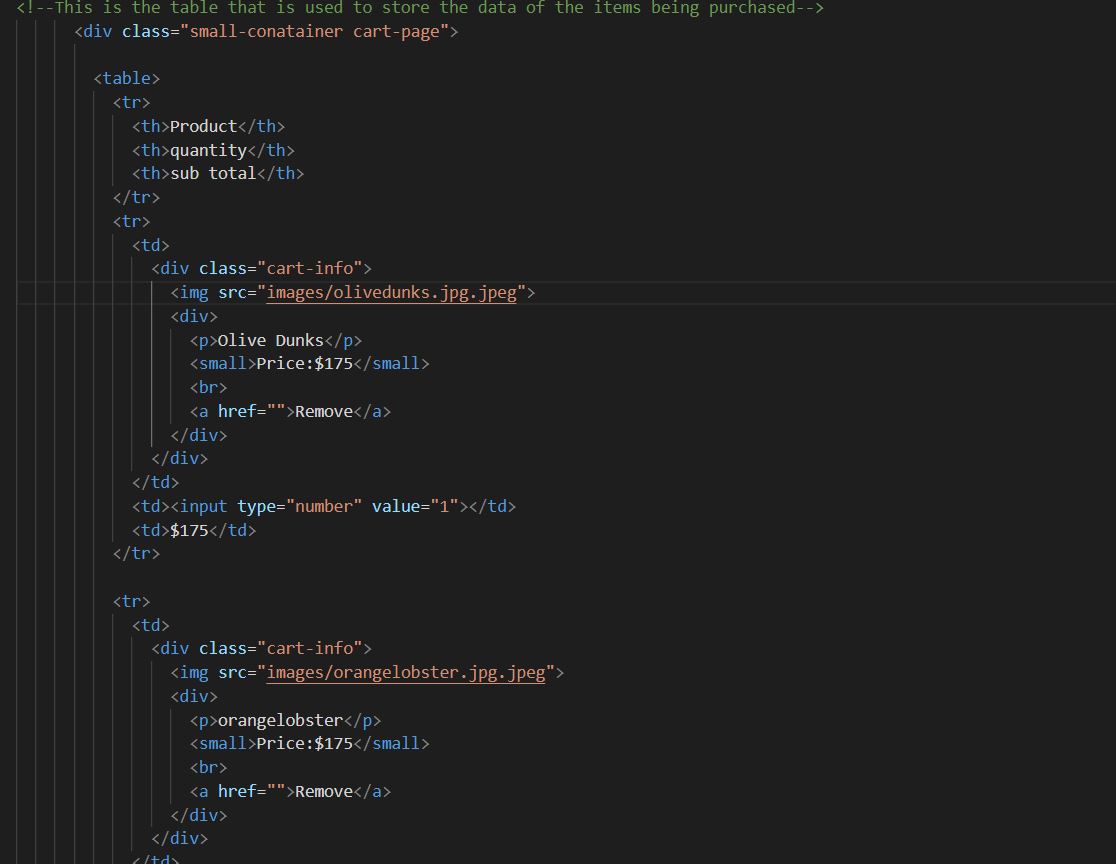 <!--This is the table that is used to store the data of the items being purchased-->
<div class="small-conatainer cart-page">
<table>
<tr>
<th>Product</th>
<th>quantity</th>
<th>sub total</th>
</tr>
<tr>
<td>
<div class="cart-info">
<img src="images/olivedunks.jpg.jpeg">
<div>
<p>Olive Dunks</p>
<small>Price:$175</small>
<br>
<a href="">Remove</a>
</div>
</div>
</td>
<td><input type="number" value="1"></td>
<td>$175</td>
</tr>
<tr>
<td>
<div class="cart-info">
<img src="images/orangelobster.jpg.jpeg">
<div>
<p>orangelobster</p>
<small>Price:$175</small>
<br>
<a href="">Remove</a>
</div>
</div>
</td>